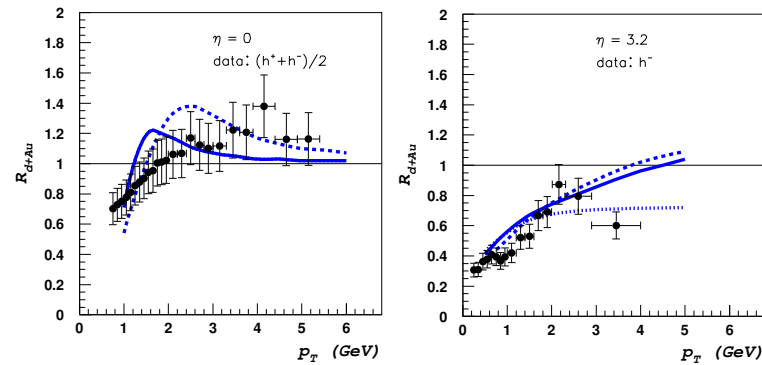 η = 0
data: (h⁺+h⁻)/2
R_{d+Au}
2
1.8
1.6
1.4
1.2
1
0.8
0.6
0.4
0.2
0
0 1 2 3 4 5 6
p_T (GeV)
η = 3.2
data: h⁻
R_{d+Au}
2
1.8
1.6
1.4
1.2
1
0.8
0.6
0.4
0.2
0
0 1 2 3 4 5 6
p_T (GeV)